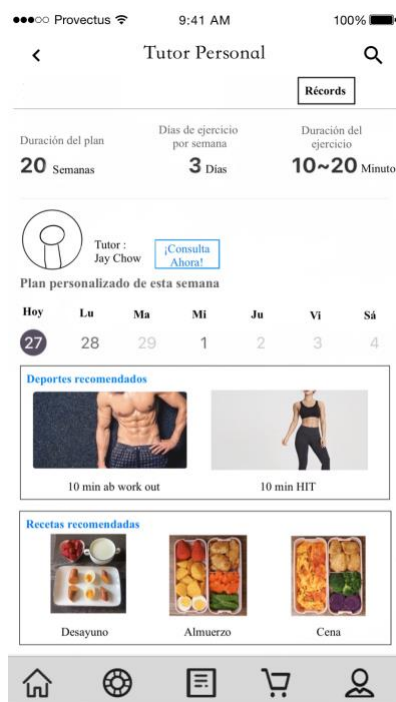 Provectus 9:41 AM 100%
Tutor Personal
Récords
Duración del plan
20 Semanas
Días de ejercicio
por semana
3 Días
Duración del
ejercicio
10~20 Minuto
Tutor :
Jay Chow
¡Consulta
Ahora!
Plan personalizado de esta semana
Hoy Lu Ma Mi Ju Vi Sá
27 28 29 1 2 3 4
Deportes recomendados
10 min ab work out
10 min HIT
Recetas recomendadas
Desayuno Almuerzo Cena